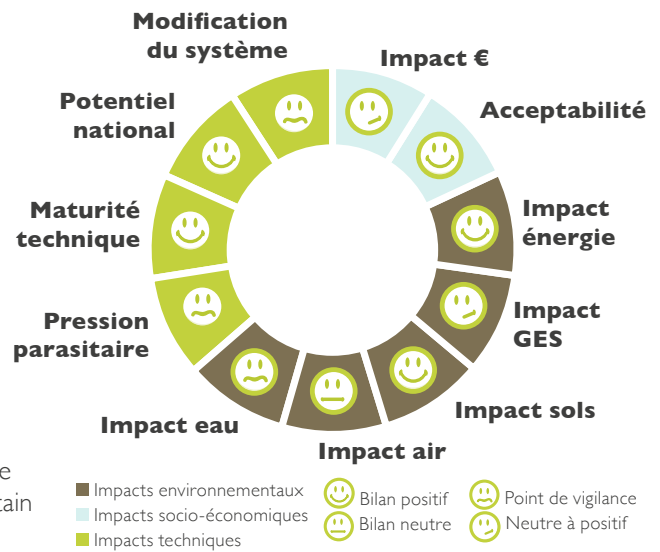 Modification
du système
Impact €
Potentiel
national
Acceptabilité
Maturité
technique
Impact
énergie
Pression
parasitaire
Impact
GES
Impact eau
Impact sols
Impact air
Impacts environnementaux
Impacts socio-économiques
Impacts techniques
Bilan positif
Bilan neutre
Point de vigilance
Neutre à positif